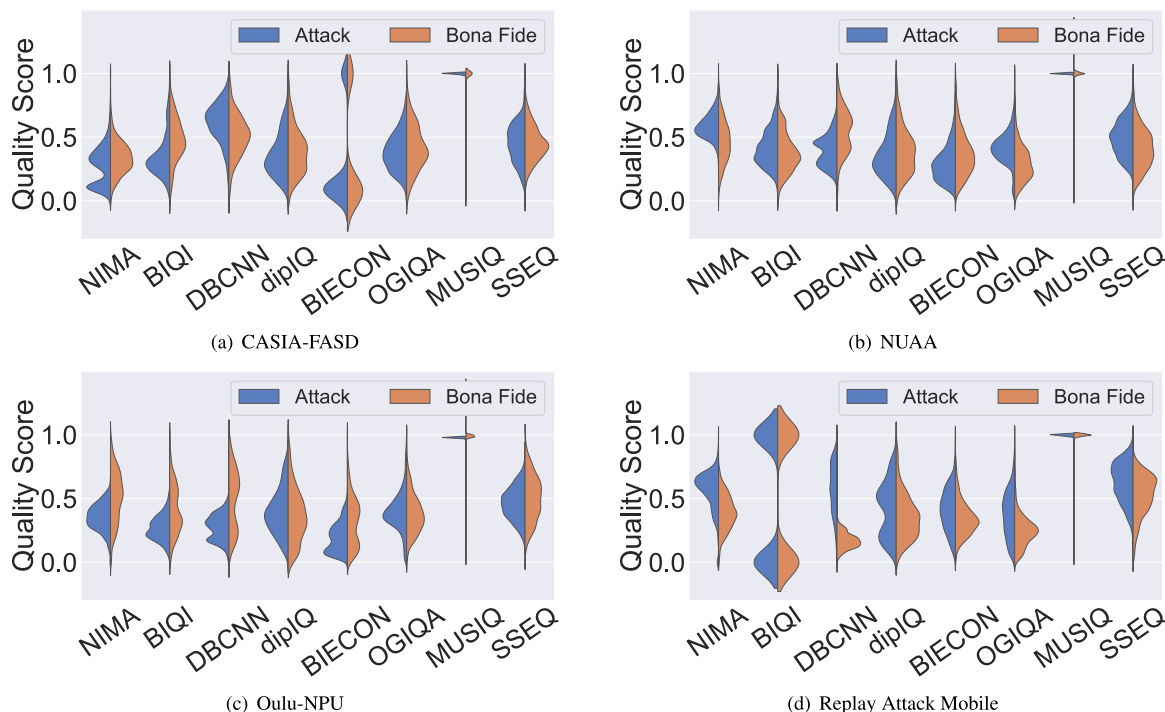 Attack Bona Fide
Quality Score
1.0
0.5
0.0
NIMA BIQI DBCNN dipIQ BIECON OGIQA MUSIQ SSEQ
(a) CASIA-FASD
Attack Bona Fide
Quality Score
1.0
0.5
0.0
NIMA BIQI DBCNN dipIQ BIECON OGIQA MUSIQ SSEQ
(b) NUAA
Attack Bona Fide
Quality Score
1.0
0.5
0.0
NIMA BIQI DBCNN dipIQ BIECON OGIQA MUSIQ SSEQ
(c) Oulu-NPU
Attack Bona Fide
Quality Score
1.0
0.5
0.0
NIMA BIQI DBCNN dipIQ BIECON OGIQA MUSIQ SSEQ
(d) Replay Attack Mobile